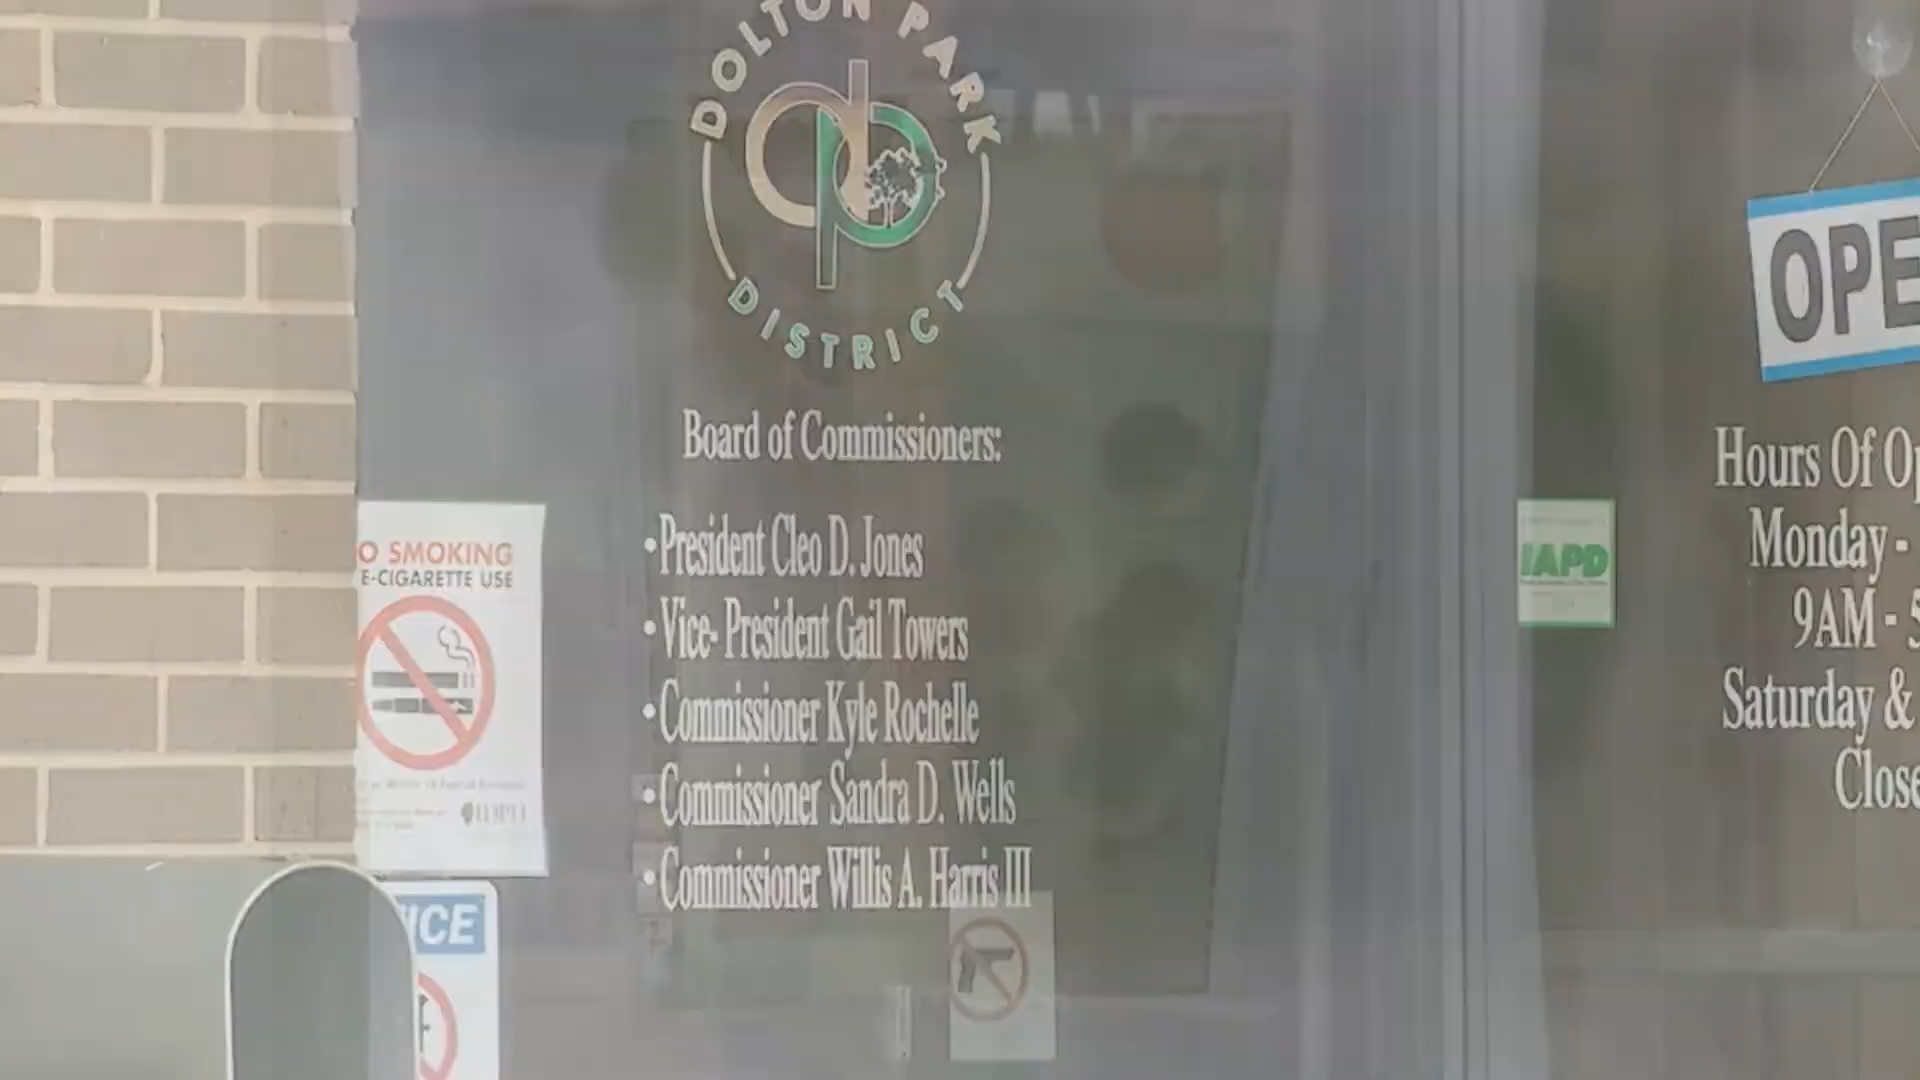 DOLTON PARK
DISTRICT
Board of Commissioners:
•President Cleo D. Jones
•Vice- President Gail Towers
•Commissioner Kyle Rochelle
•Commissioner Sandra D. Wells
•Commissioner Willis A. Harris III
O SMOKING
E-CIGARETTE USE
IDPH
ICE
IAPD
OPE
Hours Of Op
Monday -
9AM - 5
Saturday &
Close